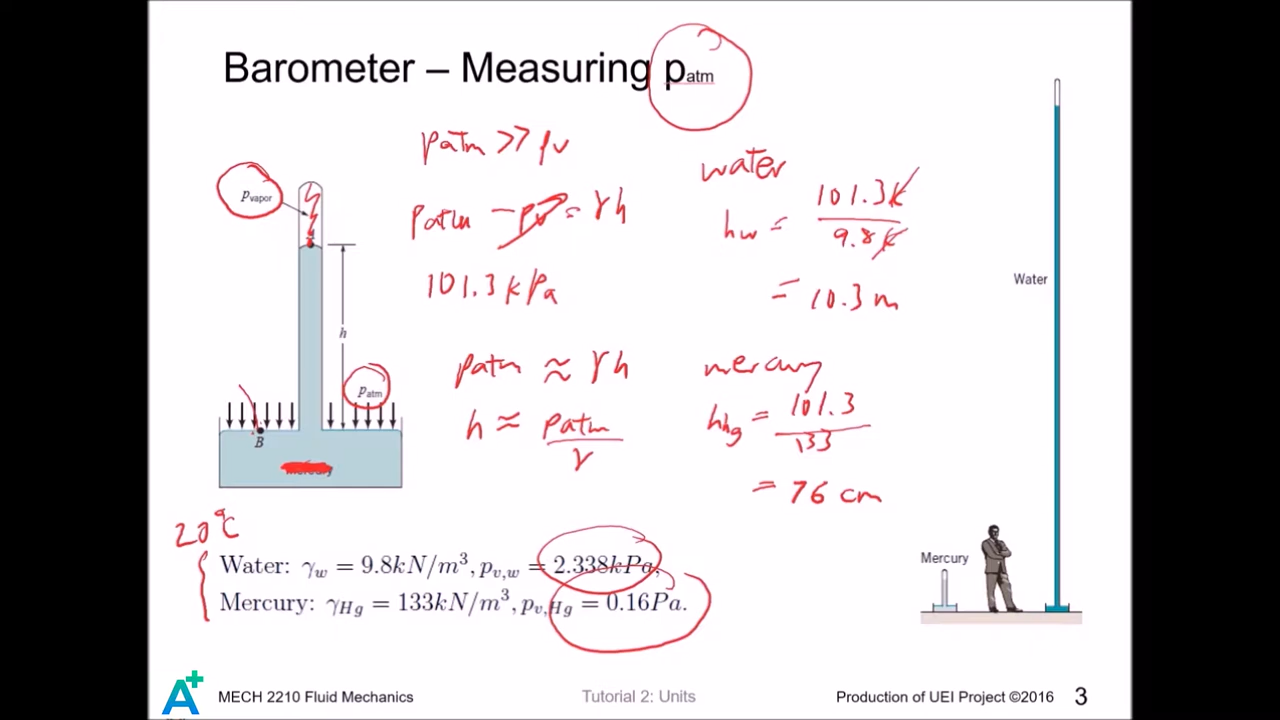 Barometer – Measuring patm
patm >> pv
patm - pv = γh
101.3 kPa
patm ≈ γh
h ≈ patm / γ
water
hw = 101.3k / 9.8k
= 10.3 m
mercury
hhg = 101.3 / 133
= 76 cm
pvapor
h
patm
B
Water
Mercury
20°C
Water: γw = 9.8kN/m³, pv,w = 2.338kPa,
Mercury: γHg = 133kN/m³, pv,Hg = 0.16Pa.
A+
MECH 2210 Fluid Mechanics
Tutorial 2: Units
Production of UEI Project ©2016
3